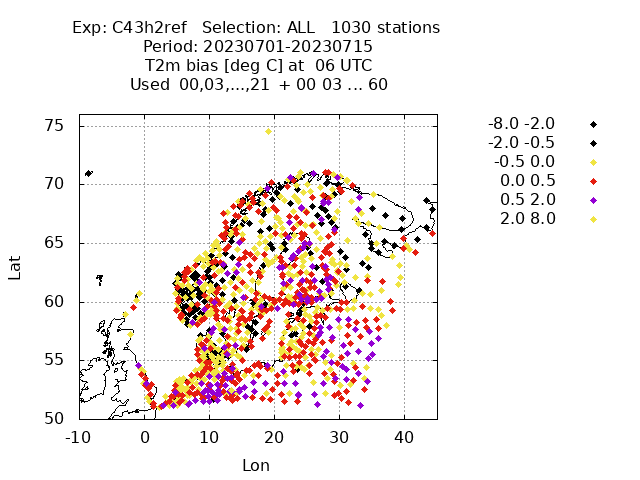 Exp: C43h2ref   Selection: ALL   1030 stations
Period: 20230701-20230715
T2m bias [deg C] at  06 UTC
Used  00,03,...,21  + 00 03 ... 60
-8.0 -2.0
-2.0 -0.5
-0.5 0.0
0.0 0.5
0.5 2.0
2.0 8.0
75
70
65
60
55
50
Lat
-10 0 10 20 30 40
Lon